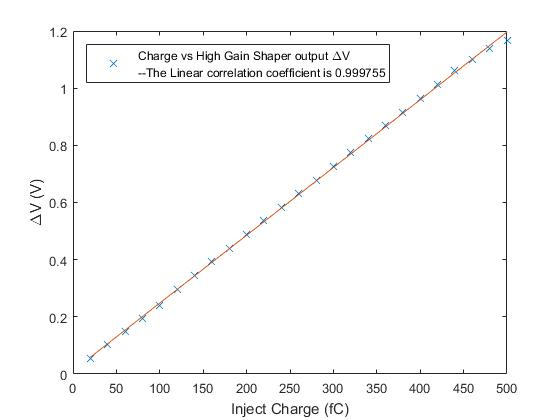 1.2
1
0.8
0.6
0.4
0.2
0
ΔV (V)
Charge vs High Gain Shaper output ΔV
--The Linear correlation coefficient is 0.999755
0 50 100 150 200 250 300 350 400 450 500
Inject Charge (fC)